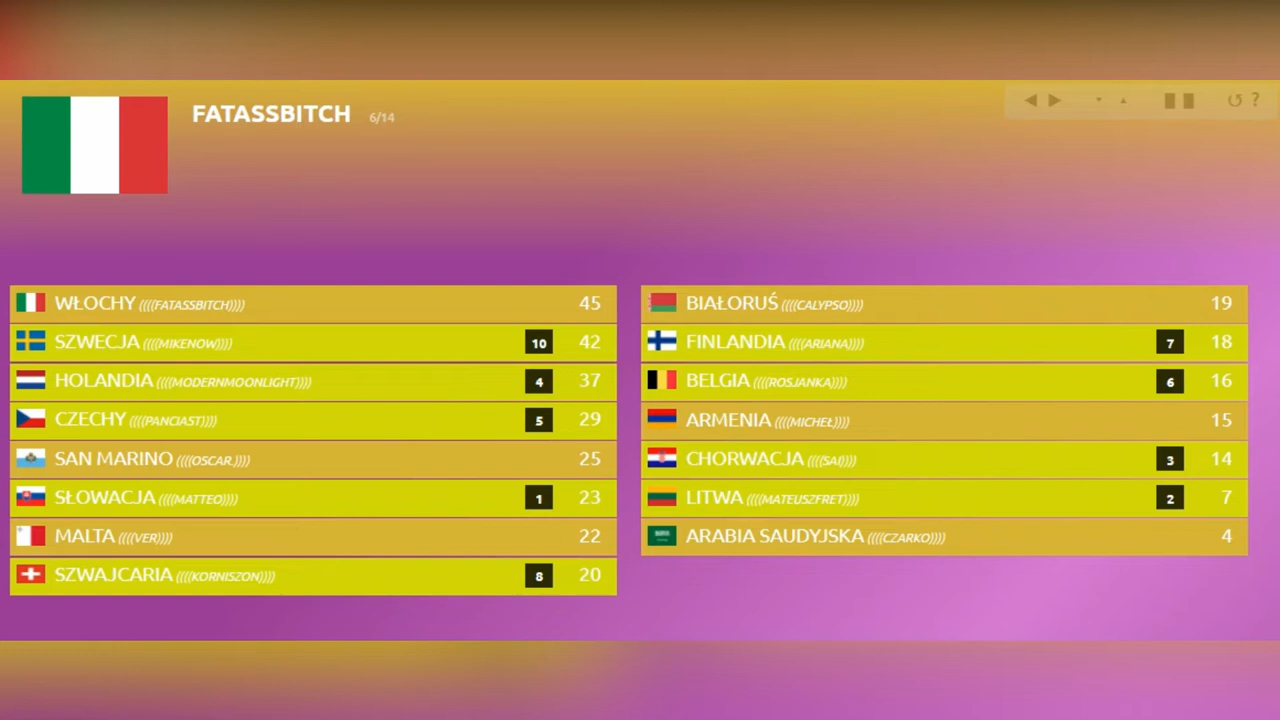 FATASSBITCH 6/14
?
WŁOCHY ((((FATASSBITCH)))) 45
SZWECJA ((((MIKENOW)))) 10 42
HOLANDIA ((((MODERNMOONLIGHT)))) 4 37
CZECHY ((((PANCIAST)))) 5 29
SAN MARINO ((((OSCAR.)))) 25
SŁOWACJA ((((MATTEO)))) 1 23
MALTA ((((VER)))) 22
SZWAJCARIA ((((KORNISZON)))) 8 20
BIAŁORUŚ ((((CALYPSO)))) 19
FINLANDIA ((((ARIANA)))) 7 18
BELGIA ((((ROSJANKA)))) 6 16
ARMENIA ((((MICHEŁ)))) 15
CHORWACJA ((((SAI)))) 3 14
LITWA ((((MATEUSZFRET)))) 2 7
ARABIA SAUDYJSKA ((((CZARKO)))) 4